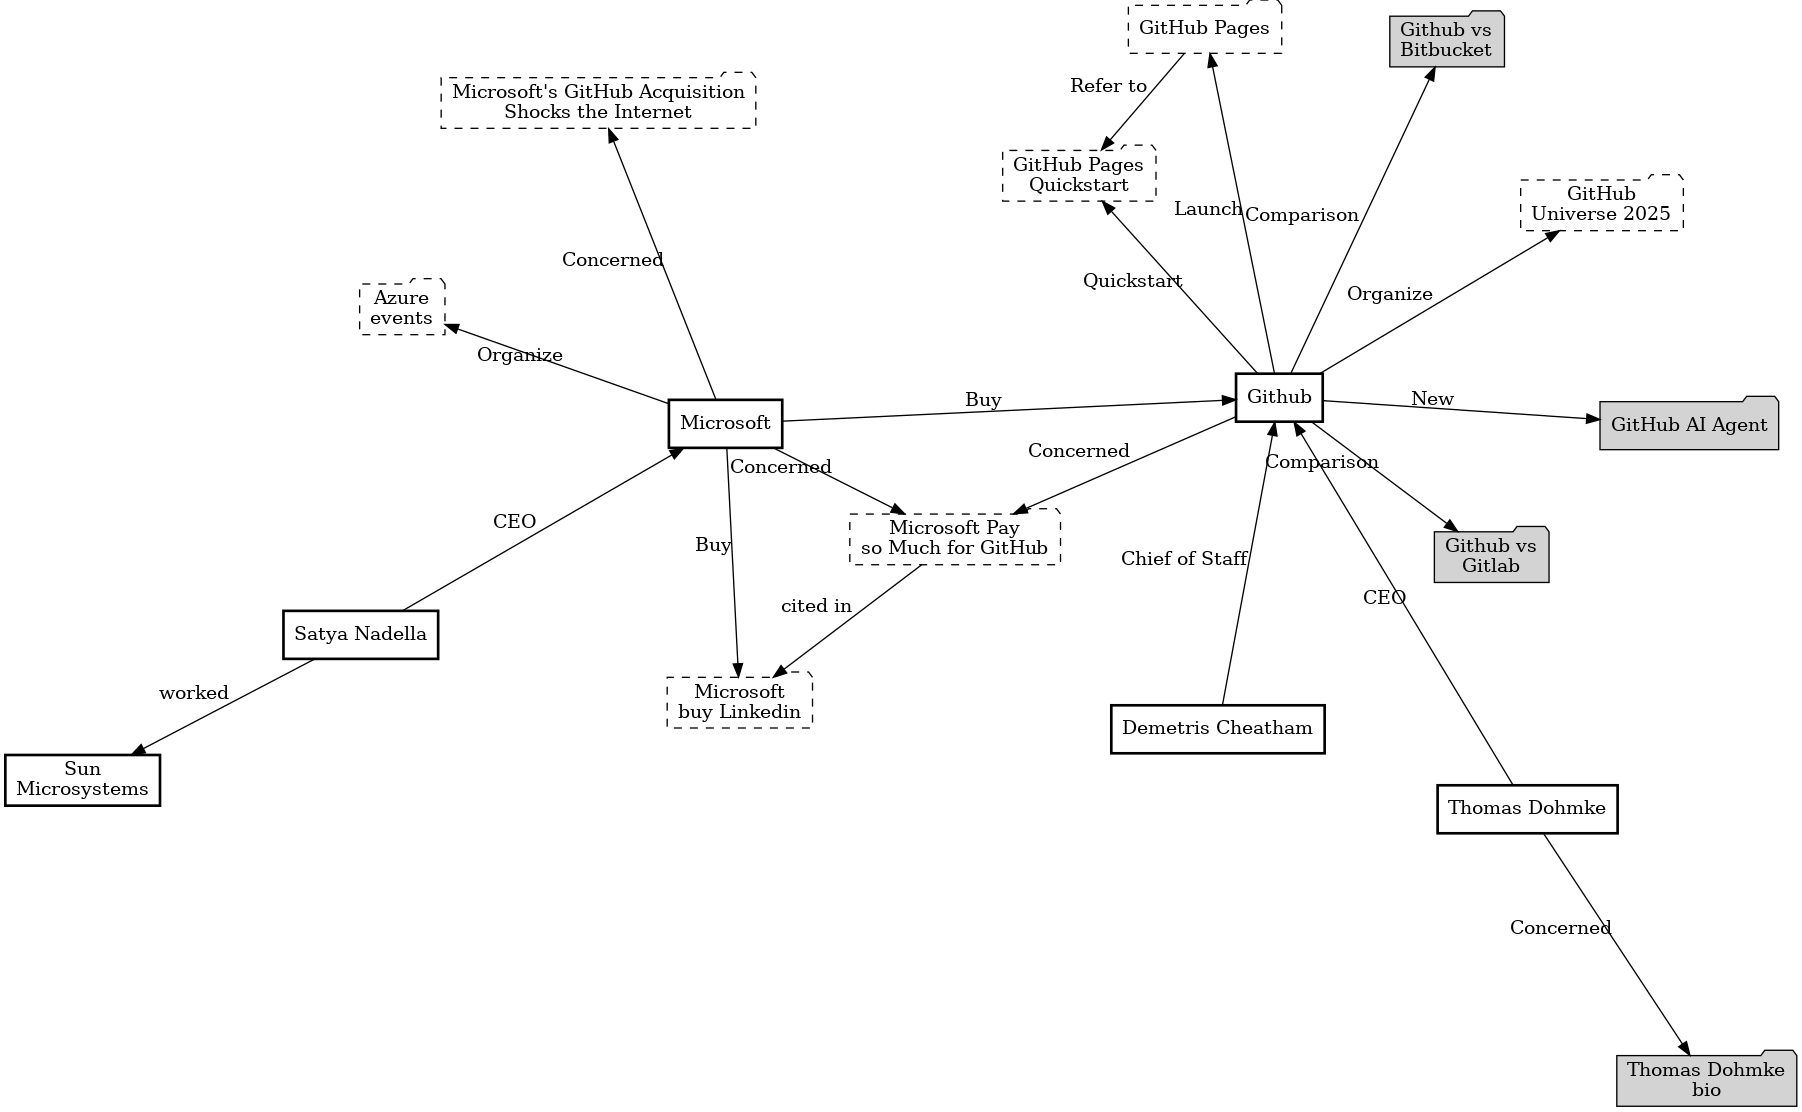 GitHub Pages
Github vs
Bitbucket
Microsoft's GitHub Acquisition
Shocks the Internet
Refer to
GitHub Pages
Quickstart
GitHub
Universe 2025
Launch
Comparison
Concerned
Quickstart
Organize
Azure
events
Organize
Microsoft
Buy
Github
New
GitHub AI Agent
Concerned
Concerned
Comparison
CEO
Buy
Microsoft Pay
so Much for GitHub
Chief of Staff
Github vs
Gitlab
cited in
CEO
Satya Nadella
worked
Microsoft
buy Linkedin
Demetris Cheatham
Sun
Microsystems
Thomas Dohmke
Concerned
Thomas Dohmke
bio